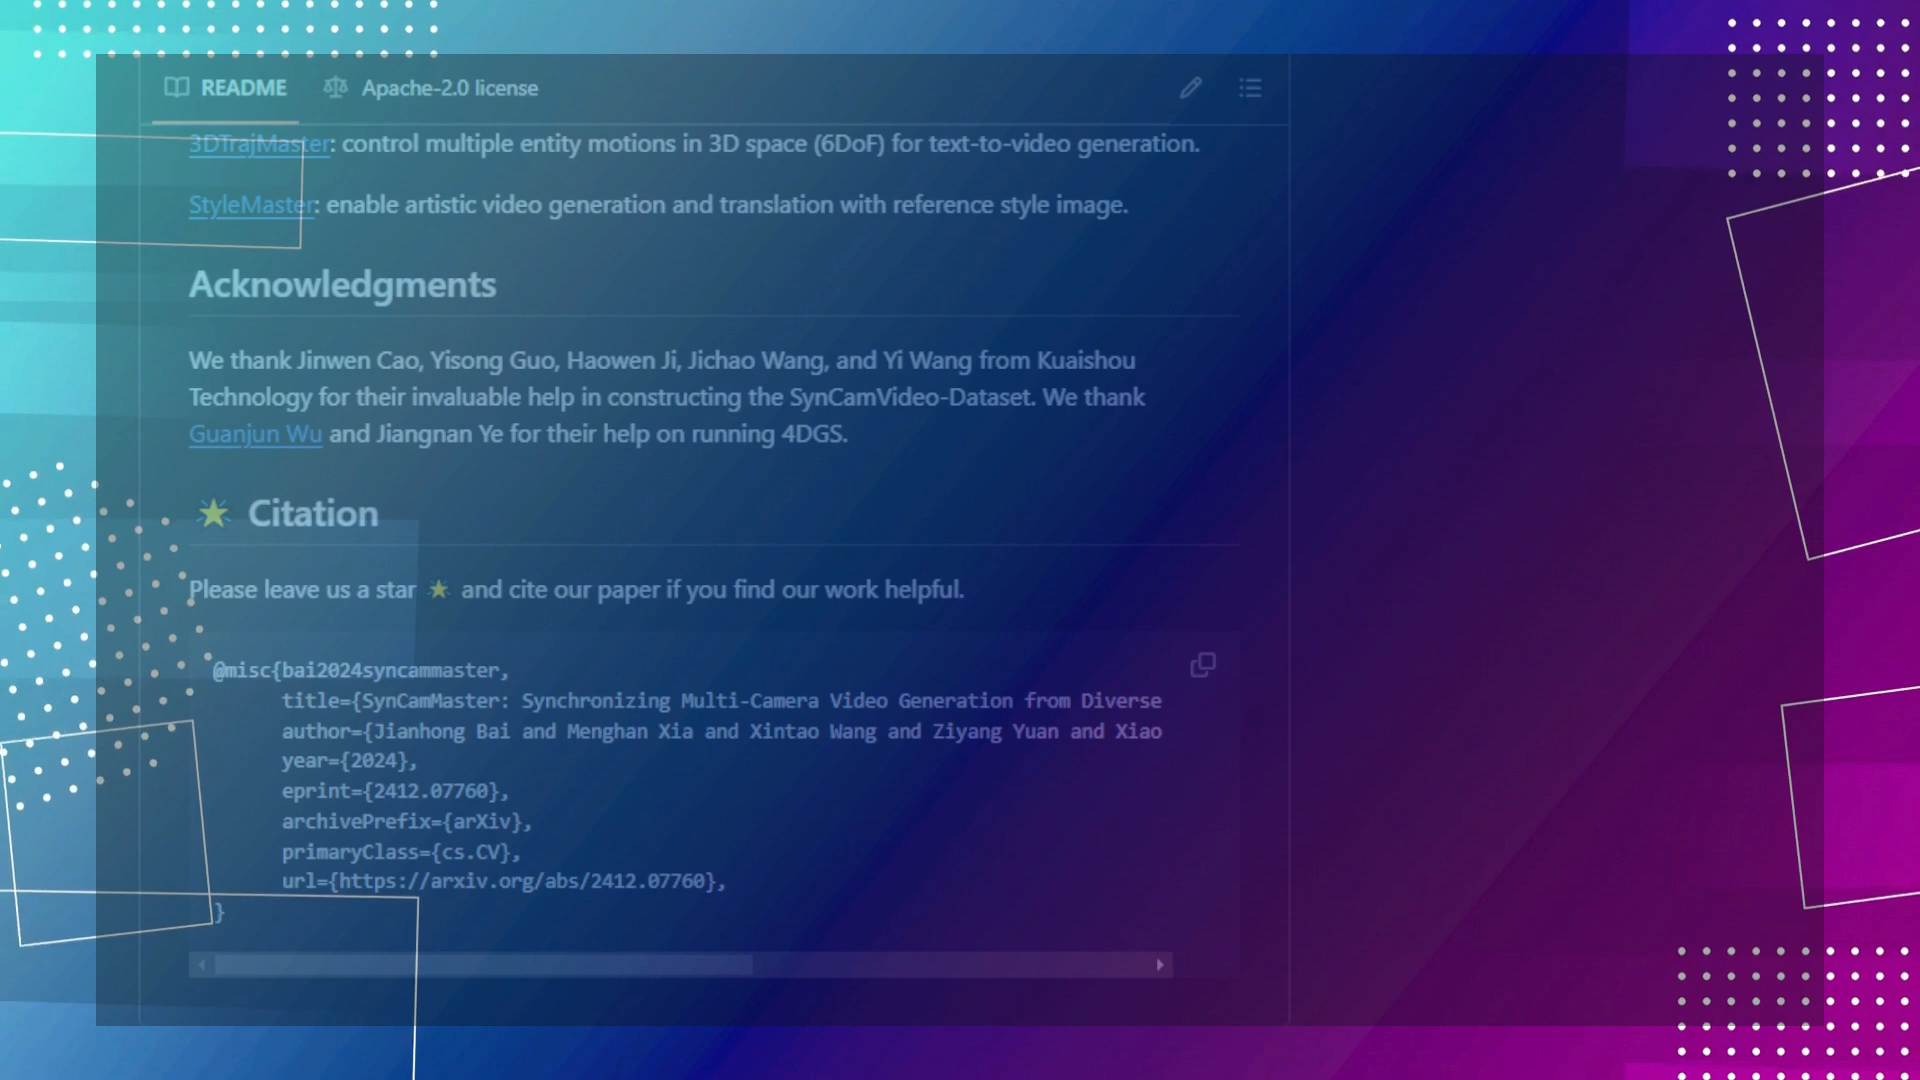 README Apache-2.0 license
3DTrajMaster: control multiple entity motions in 3D space (6DoF) for text-to-video generation.
StyleMaster: enable artistic video generation and translation with reference style image.
Acknowledgments
We thank Jinwen Cao, Yisong Guo, Haowen Ji, Jichao Wang, and Yi Wang from Kuaishou
Technology for their invaluable help in constructing the SynCamVideo-Dataset. We thank
Guanjun Wu and Jiangnan Ye for their help on running 4DGS.
Citation
Please leave us a star and cite our paper if you find our work helpful.
@misc{bai2024syncammaster,
title={SynCamMaster: Synchronizing Multi-Camera Video Generation from Diverse
author={Jianhong Bai and Menghan Xia and Xintao Wang and Ziyang Yuan and Xiao
year={2024},
eprint={2412.07760},
archivePrefix={arXiv},
primaryClass={cs.CV},
url={https://arxiv.org/abs/2412.07760},
}